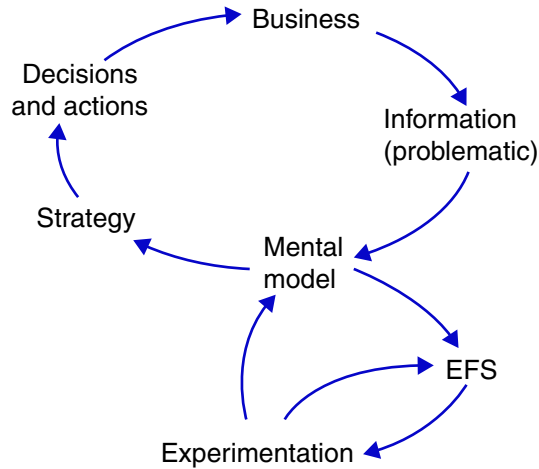 Business
Decisions
and actions
Information
(problematic)
Strategy
Mental
model
EFS
Experimentation